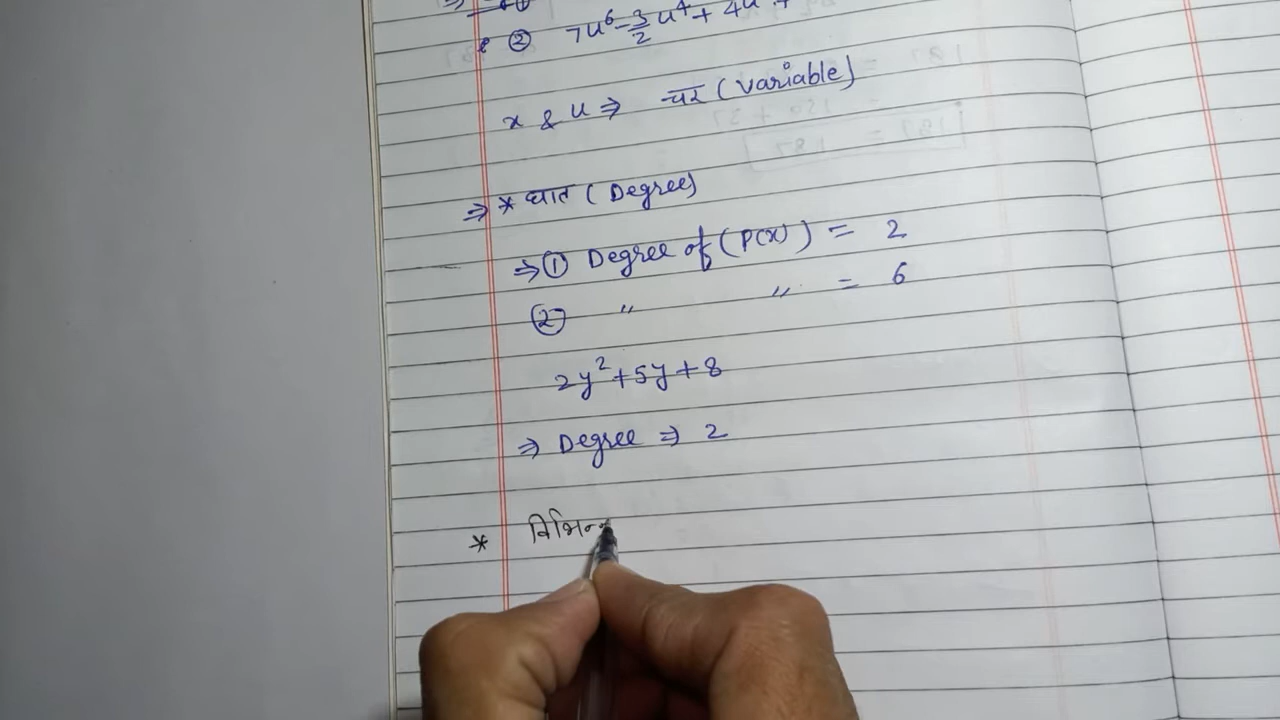 ② 7u⁶ - 3/2 u⁴ + 4u
x & u ⇒ चर (variable)
⇒ * घात (Degree)
⇒ ① Degree of (P(x)) = 2
② " " = 6
2y² + 5y + 8
⇒ Degree ⇒ 2
* विभिन्न